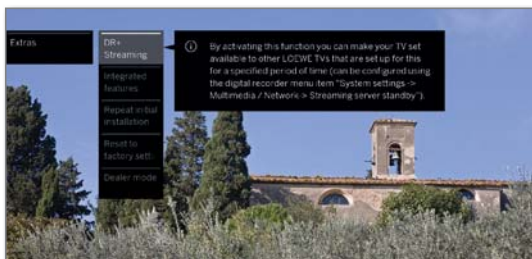 Extras
DR+
Streaming
Integrated
features
Repeat initial
installation
Reset to
factory sett
Dealer mode
By activating this function you can make your TV set
available to other LOEWE TVs that are set up for this
for a specified period of time (can be configured using
the digital recorder menu item "System settings ->
Multimedia / Network > Streaming server standby").